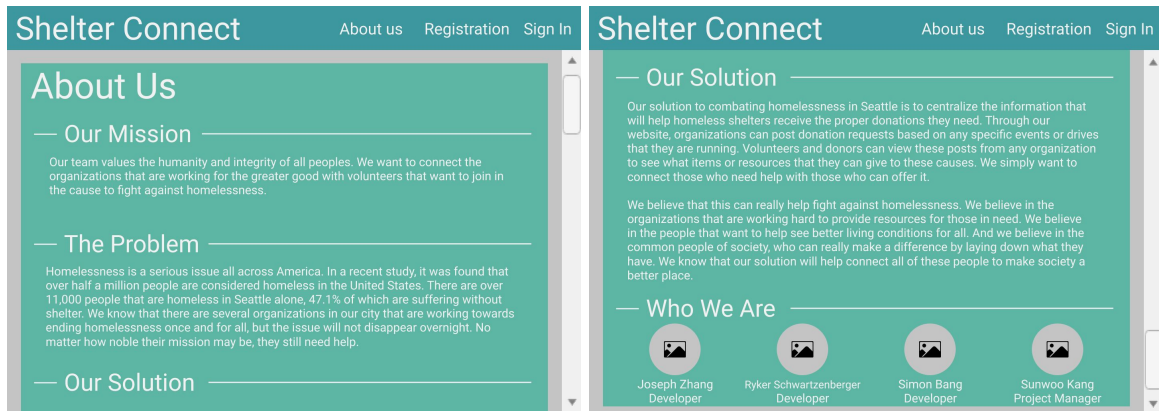 Shelter Connect
About us Registration Sign In
About Us
Our Mission
Our team values the humanity and integrity of all peoples. We want to connect the
organizations that are working for the greater good with volunteers that want to join in
the cause to fight against homelessness.
The Problem
Homelessness is a serious issue all across America. In a recent study, it was found that
over half a million people are considered homeless in the United States. There are over
11,000 people that are homeless in Seattle alone, 47.1% of which are suffering without
shelter. We know that there are several organizations in our city that are working towards
ending homelessness once and for all, but the issue will not disappear overnight. No
matter how noble their mission may be, they still need help.
Our Solution
Shelter Connect
About us Registration Sign In
Our Solution
Our solution to combating homelessness in Seattle is to centralize the information that
will help homeless shelters receive the proper donations they need. Through our
website, organizations can post donation requests based on any specific events or drives
that they are running. Volunteers and donors can view these posts from any organization
to see what items or resources that they can give to these causes. We simply want to
connect those who need help with those who can offer it.
We believe that this can really help fight against homelessness. We believe in the
organizations that are working hard to provide resources for those in need. We believe
in the people that want to help see better living conditions for all. And we believe in the
common people of society, who can really make a difference by laying down what they
have. We know that our solution will help connect all of these people to make society a
better place.
Who We Are
Joseph Zhang
Developer
Ryker Schwartzenberger
Developer
Simon Bang
Developer
Sunwoo Kang
Project Manager